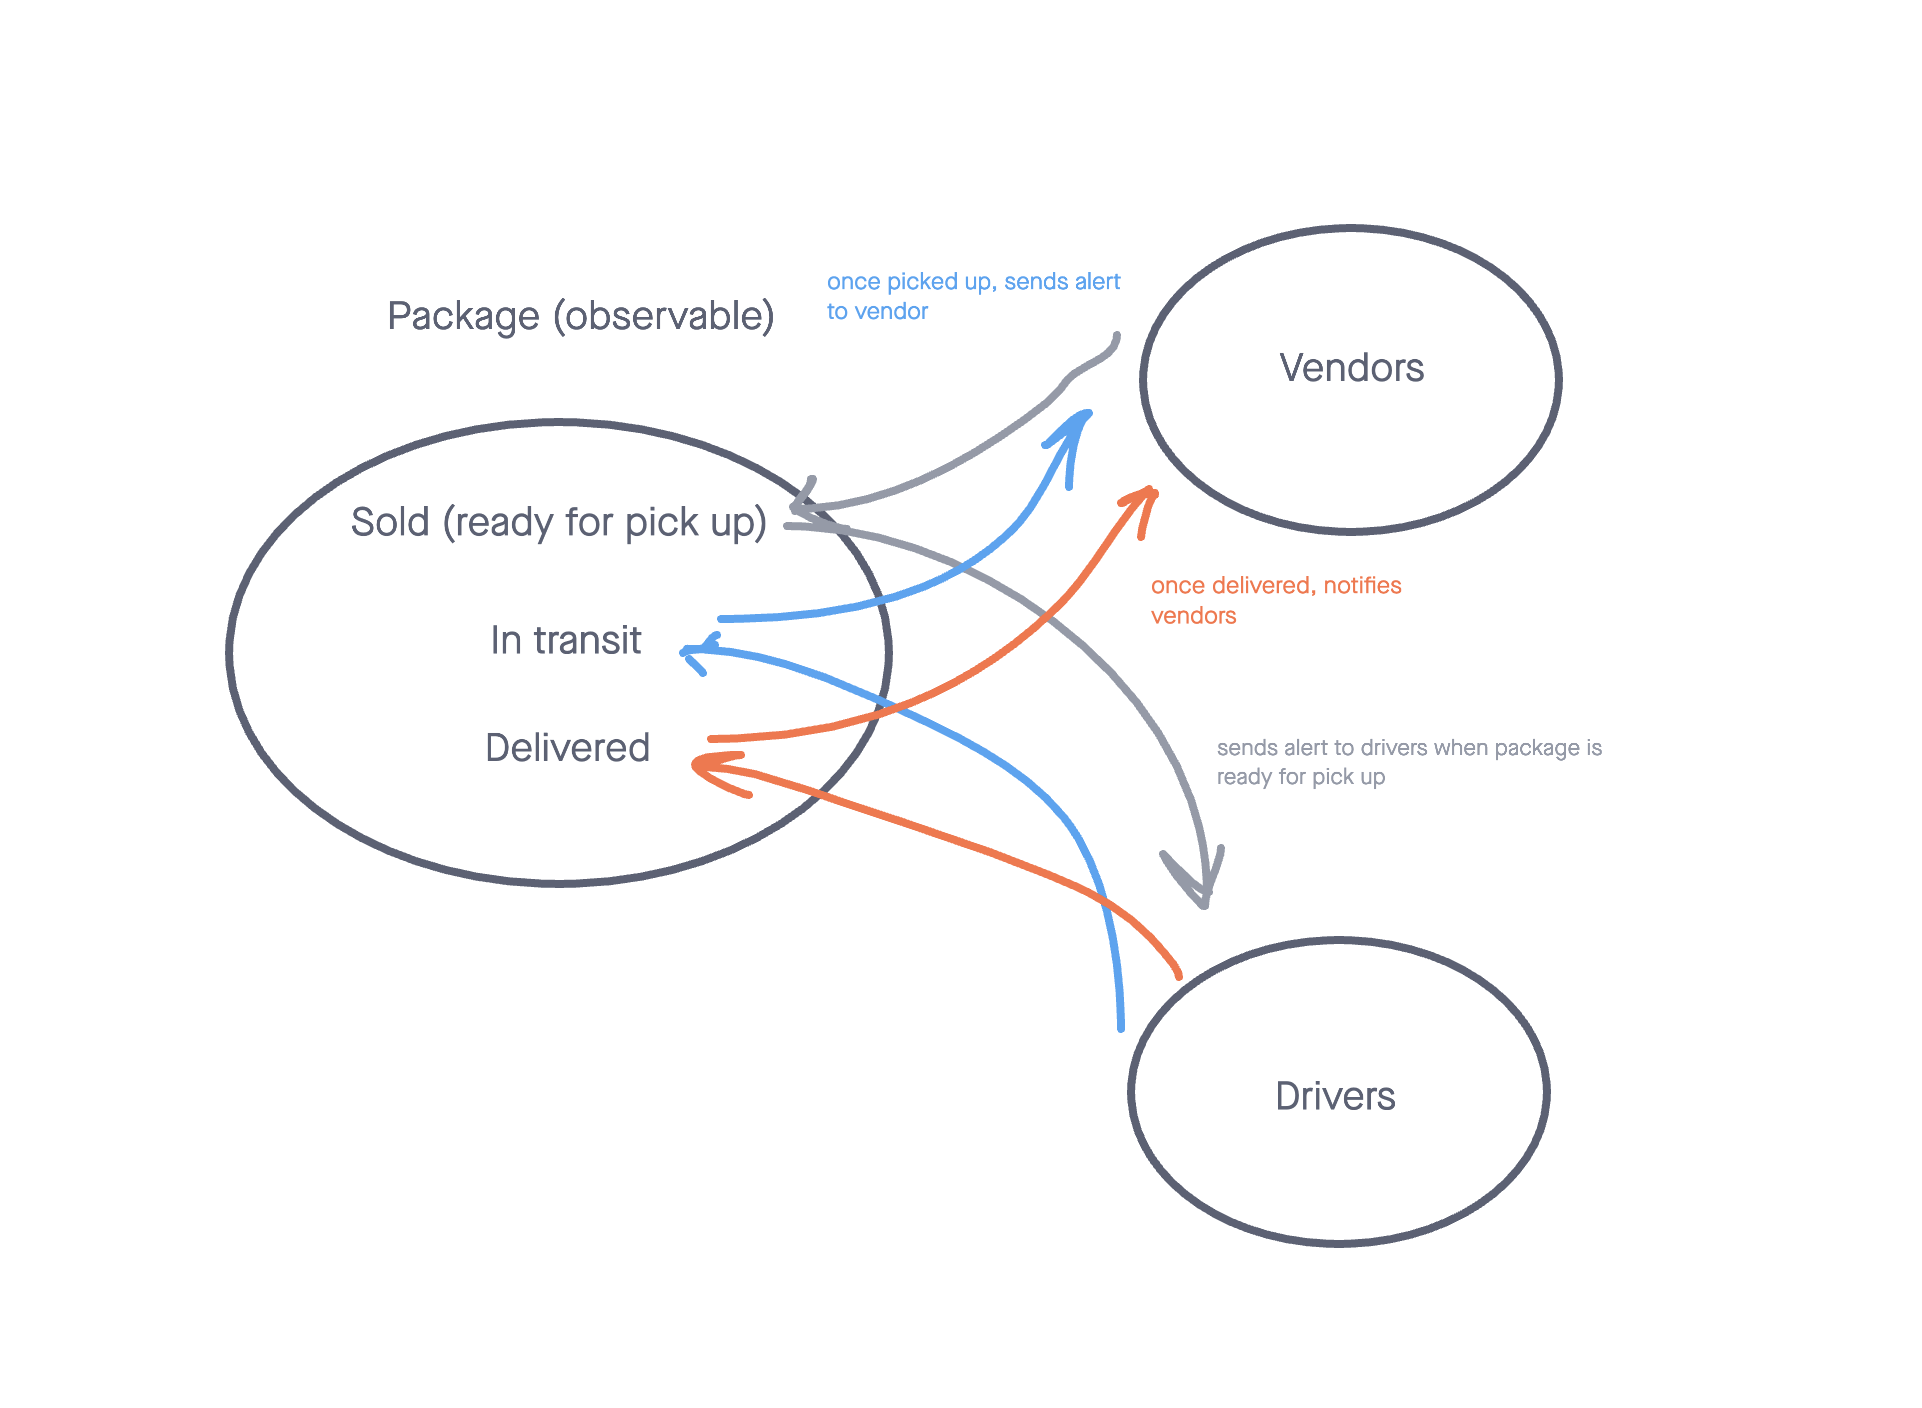 once picked up, sends alert
to vendor
Package (observable)
Vendors
Sold (ready for pick up)
once delivered, notifies
vendors
In transit
Delivered
sends alert to drivers when package is
ready for pick up
Drivers